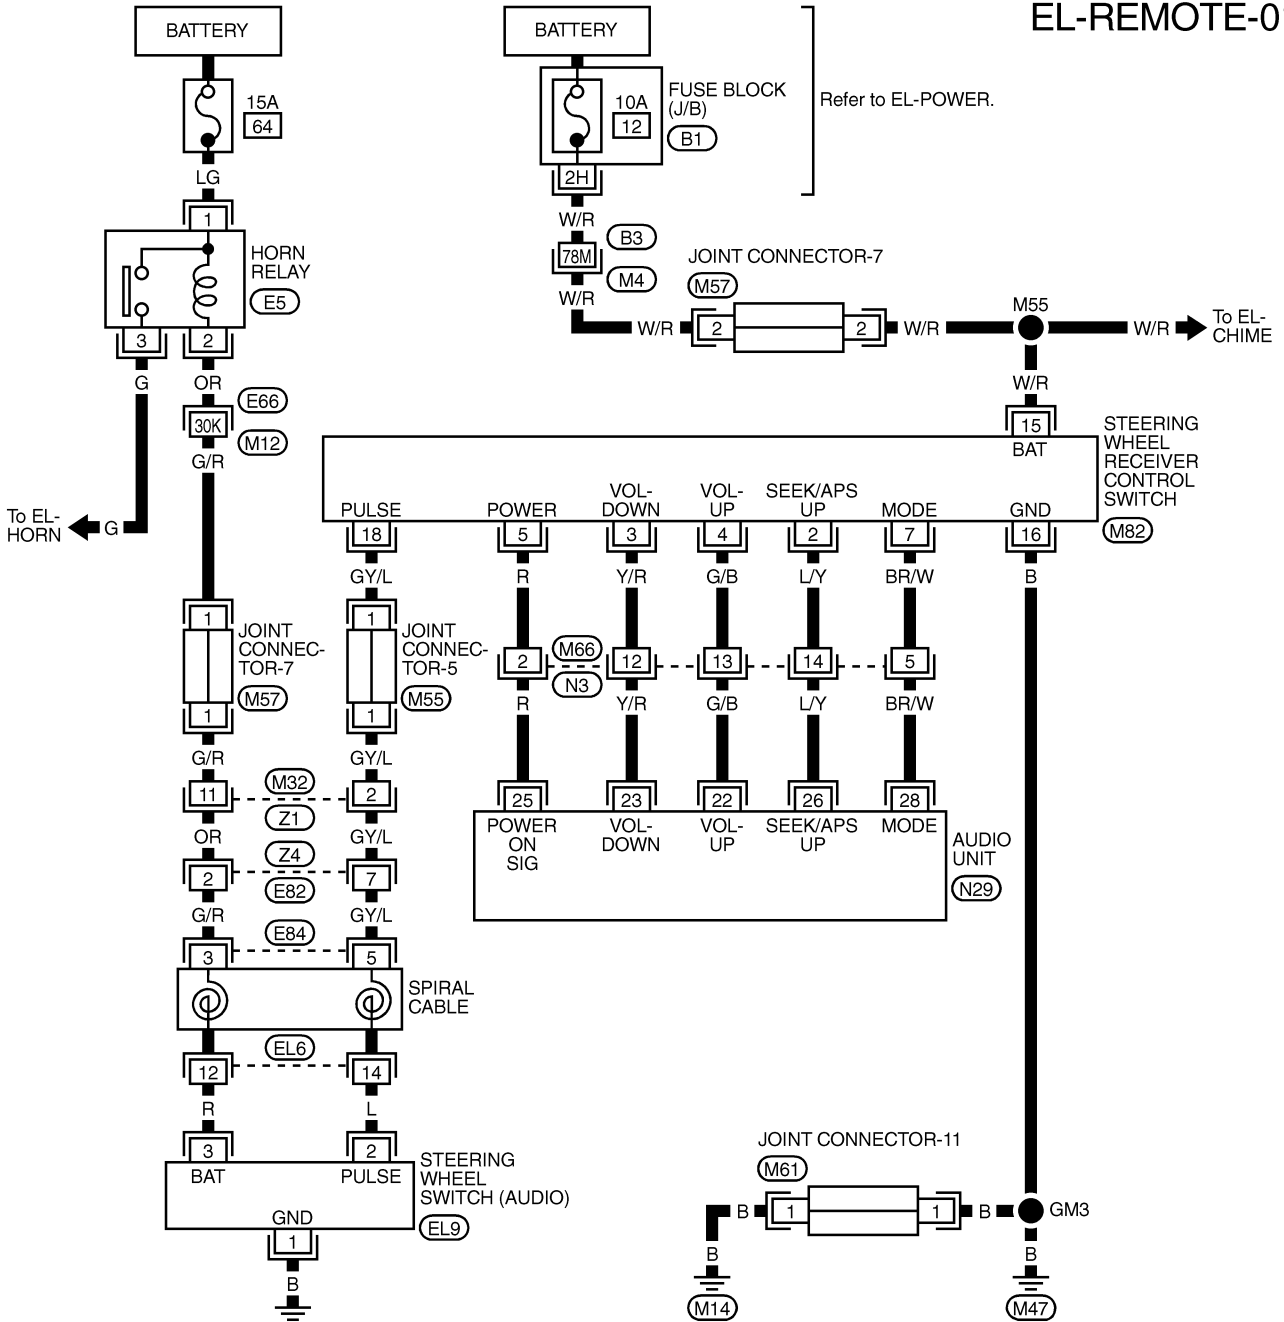 EL-REMOTE-0
BATTERY
BATTERY
15A
64
10A
12
FUSE BLOCK
(J/B)
B1
Refer to EL-POWER.
LG
2H
1
W/R
HORN
RELAY
E5
78M
B3
M4
W/R
JOINT CONNECTOR-7
M57
W/R
2
2
W/R
M55
W/R
To EL-
CHIME
3
2
G
OR
W/R
30K
E66
M12
G/R
15
BAT
STEERING
WHEEL
RECEIVER
CONTROL
SWITCH
M82
To EL-
HORN
G
PULSE
POWER
VOL-
DOWN
VOL-
UP
SEEK/APS
UP
MODE
GND
18
5
3
4
2
7
16
GY/L
R
Y/R
G/B
L/Y
BR/W
B
1
JOINT
CONNEC-
TOR-7
M57
1
1
JOINT
CONNEC-
TOR-5
M55
1
2
M66
N3
12
13
14
5
R
Y/R
G/B
L/Y
BR/W
G/R
GY/L
11
M32
Z1
2
25
23
22
26
28
POWER
ON
SIG
VOL-
DOWN
VOL-
UP
SEEK/APS
UP
MODE
AUDIO
UNIT
N29
OR
GY/L
2
Z4
E82
7
G/R
GY/L
3
E84
5
SPIRAL
CABLE
12
EL6
14
R
L
3
2
BAT
PULSE
STEERING
WHEEL
SWITCH (AUDIO)
EL9
GND
1
B
JOINT CONNECTOR-11
M61
B
1
1
B
GM3
B
B
M14
M47